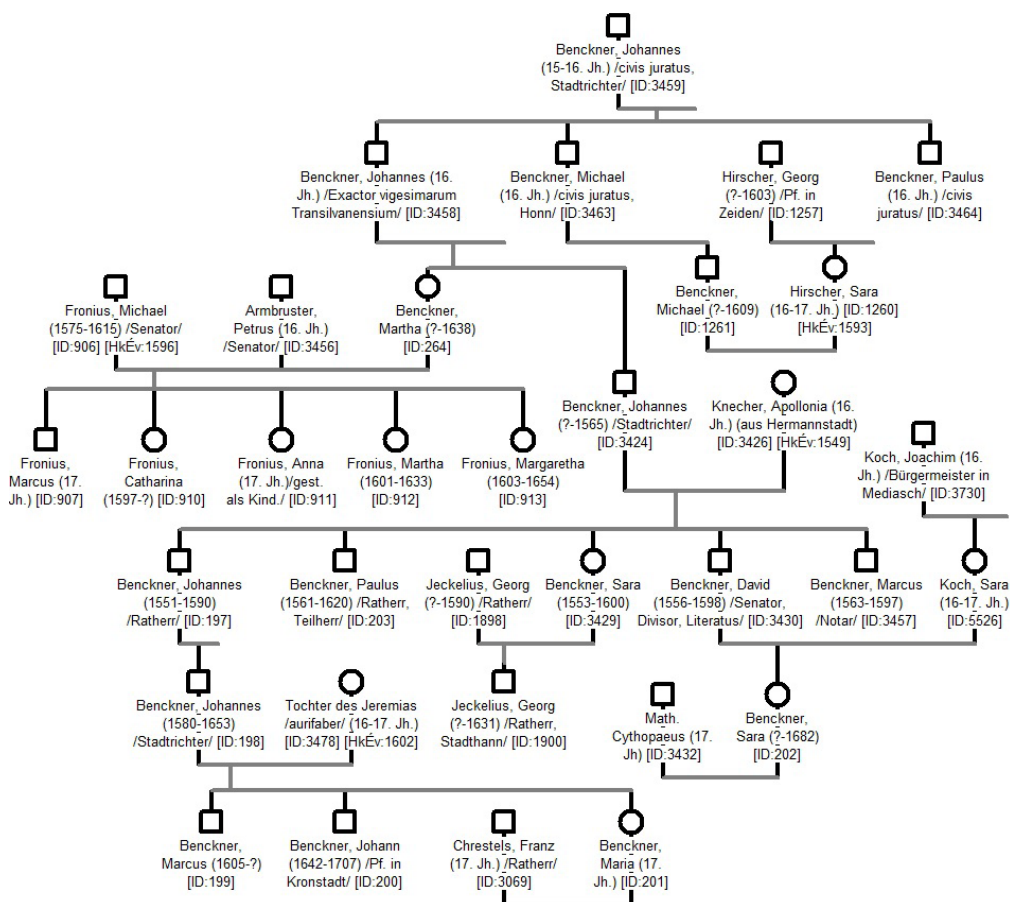 Benckner, Johannes
(15-16. Jh.) /civis juratus,
Stadtrichter/ [ID:3459]
Benckner, Johannes (16.
Jh.) /Exactor vigesimarum
Transilvanensium/ [ID:3458]
Benckner, Michael
(16. Jh.) /civis juratus,
Honn/ [ID:3463]
Hirscher, Georg
(?-1603) /Pf. in
Zeiden/ [ID:1257]
Benckner, Paulus
(16. Jh.) /civis
juratus/ [ID:3464]
Fronius, Michael
(1575-1615) /Senator/
[ID:906] [HkÉv:1596]
Armbruster,
Petrus (16. Jh.)
/Senator/ [ID:3456]
Benckner,
Martha (?-1638)
[ID:264]
Benckner,
Michael (?-1609)
[ID:1261]
Hirscher, Sara
(16-17. Jh.) [ID:1260]
[HkÉv:1593]
Fronius,
Marcus (17.
Jh.) [ID:907]
Fronius,
Catharina
(1597-?) [ID:910]
Fronius, Anna
(17. Jh.)/gest.
als Kind./ [ID:911]
Fronius, Martha
(1601-1633)
[ID:912]
Fronius, Margaretha
(1603-1654)
[ID:913]
Benckner, Johannes
(?-1565) /Stadtrichter/
[ID:3424]
Knecher, Apollonia (16.
Jh.) (aus Hermannstadt)
[ID:3426] [HkÉv:1549]
Koch, Joachim (16.
Jh.) /Bürgermeister in
Mediasch/ [ID:3730]
Benckner, Johannes
(1551-1590)
/Ratherr/ [ID:197]
Benckner, Paulus
(1561-1620) /Ratherr,
Teilherr/ [ID:203]
Jeckelius, Georg
(?-1590) /Ratherr/
[ID:1898]
Benckner, Sara
(1553-1600)
[ID:3429]
Benckner, David
(1556-1598) /Senator,
Divisor, Literatus/ [ID:3430]
Benckner, Marcus
(1563-1597)
/Notar/ [ID:3457]
Koch, Sara
(16-17. Jh.)
[ID:5526]
Benckner, Johannes
(1580-1653)
/Stadtrichter/ [ID:198]
Tochter des Jeremias
/aurifaber/ (16-17. Jh.)
[ID:3478] [HkÉv:1602]
Jeckelius, Georg
(?-1631) /Ratherr,
Stadthann/ [ID:1900]
Math.
Cythopaeus (17.
Jh) [ID:3432]
Benckner,
Sara (?-1682)
[ID:202]
Benckner,
Marcus (1605-?)
[ID:199]
Benckner, Johann
(1642-1707) /Pf. in
Kronstadt/ [ID:200]
Chrestels, Franz
(17. Jh.) /Ratherr/
[ID:3069]
Benckner,
Maria (17.
Jh.) [ID:201]